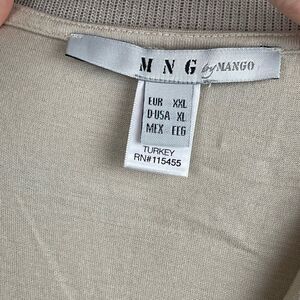 MNG by MANGO
EUR XXL
D·USA XL
MEX EEG
TURKEY
RN#115455